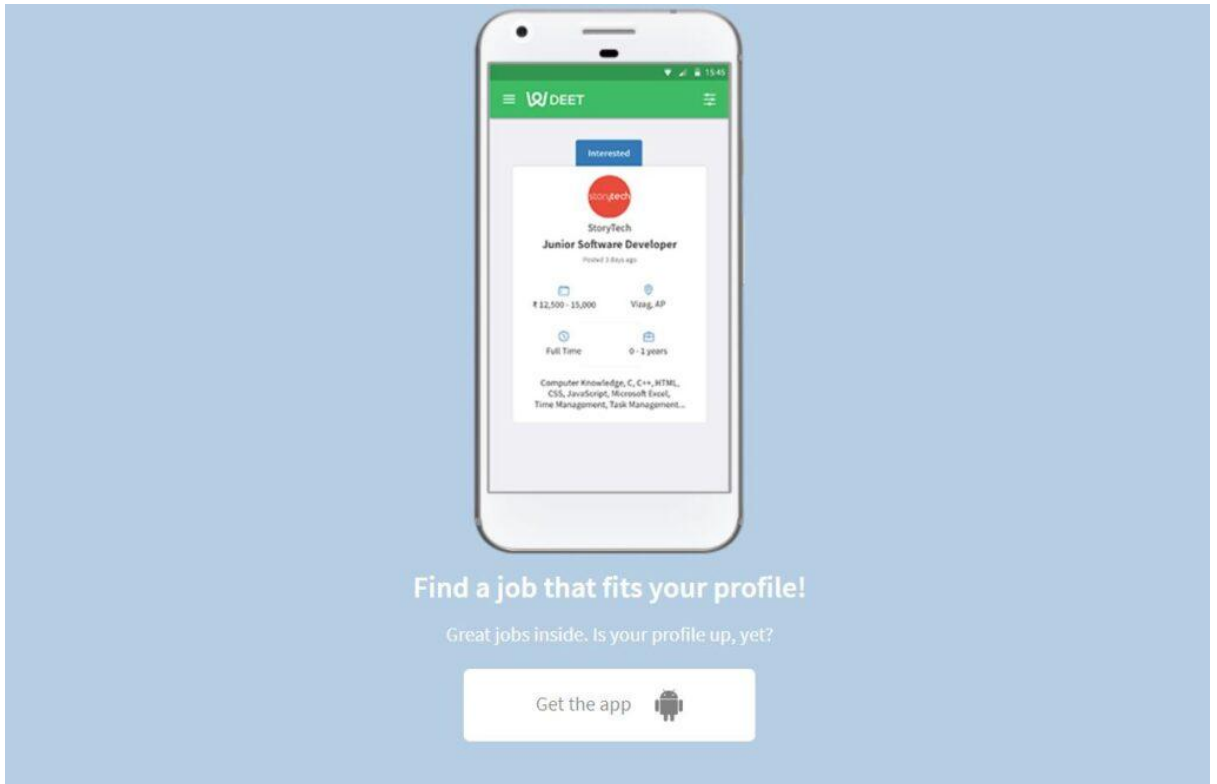 15:45
DEET
Interested
storytech
StoryTech
Junior Software Developer
Posted 3 days ago
₹ 12,500 - 15,000
Vizag, AP
Full Time
0 - 1 years
Computer Knowledge, C, C++, HTML,
CSS, JavaScript, Microsoft Excel,
Time Management, Task Management...
Find a job that fits your profile!
Great jobs inside. Is your profile up, yet?
Get the app